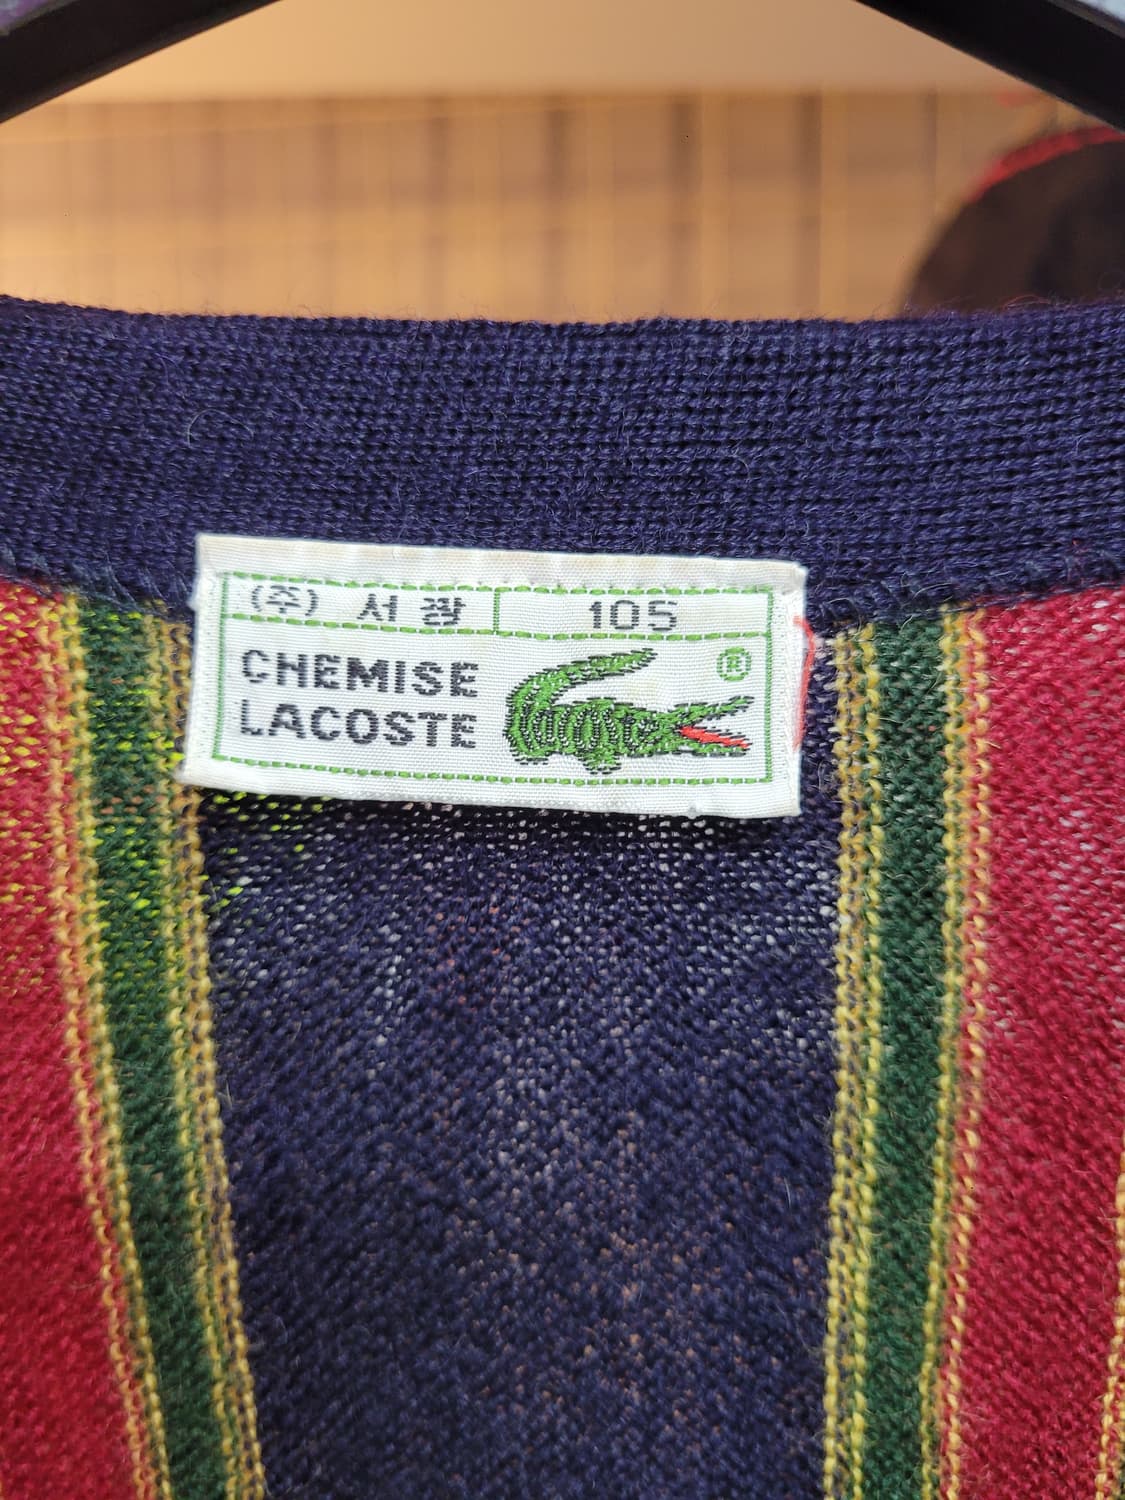 (주) 서 광 105
CHEMISE
LACOSTE
®